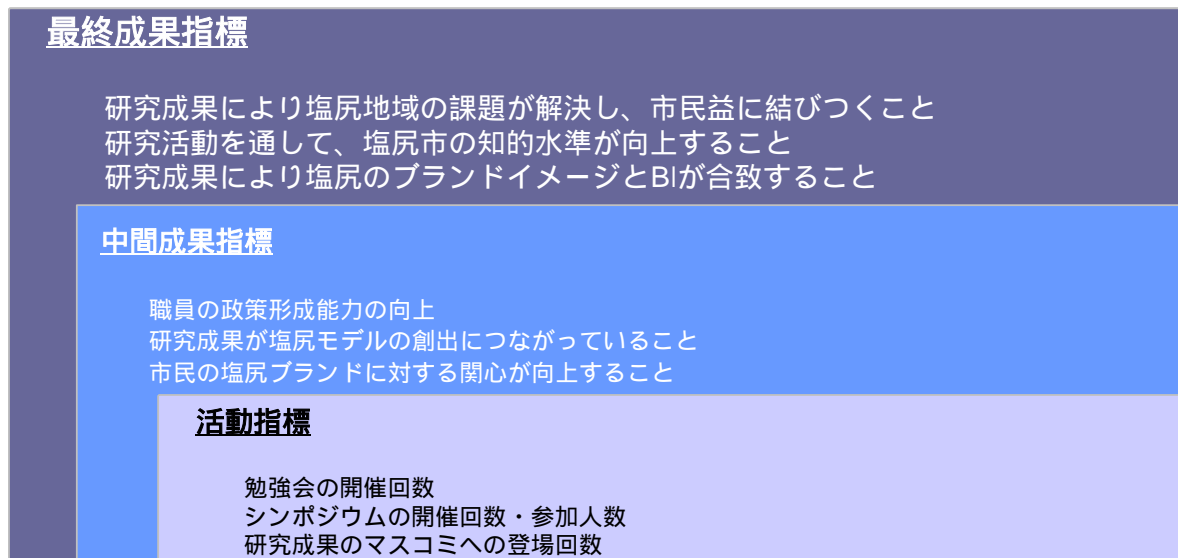 最終成果指標
研究成果により塩尻地域の課題が解決し、市民益に結びつくこと
研究活動を通して、塩尻市の知的水準が向上すること
研究成果により塩尻のブランドイメージとBIが合致すること
中間成果指標
職員の政策形成能力の向上
研究成果が塩尻モデルの創出につながっていること
市民の塩尻ブランドに対する関心が向上すること
活動指標
勉強会の開催回数
シンポジウムの開催回数・参加人数
研究成果のマスコミへの登場回数